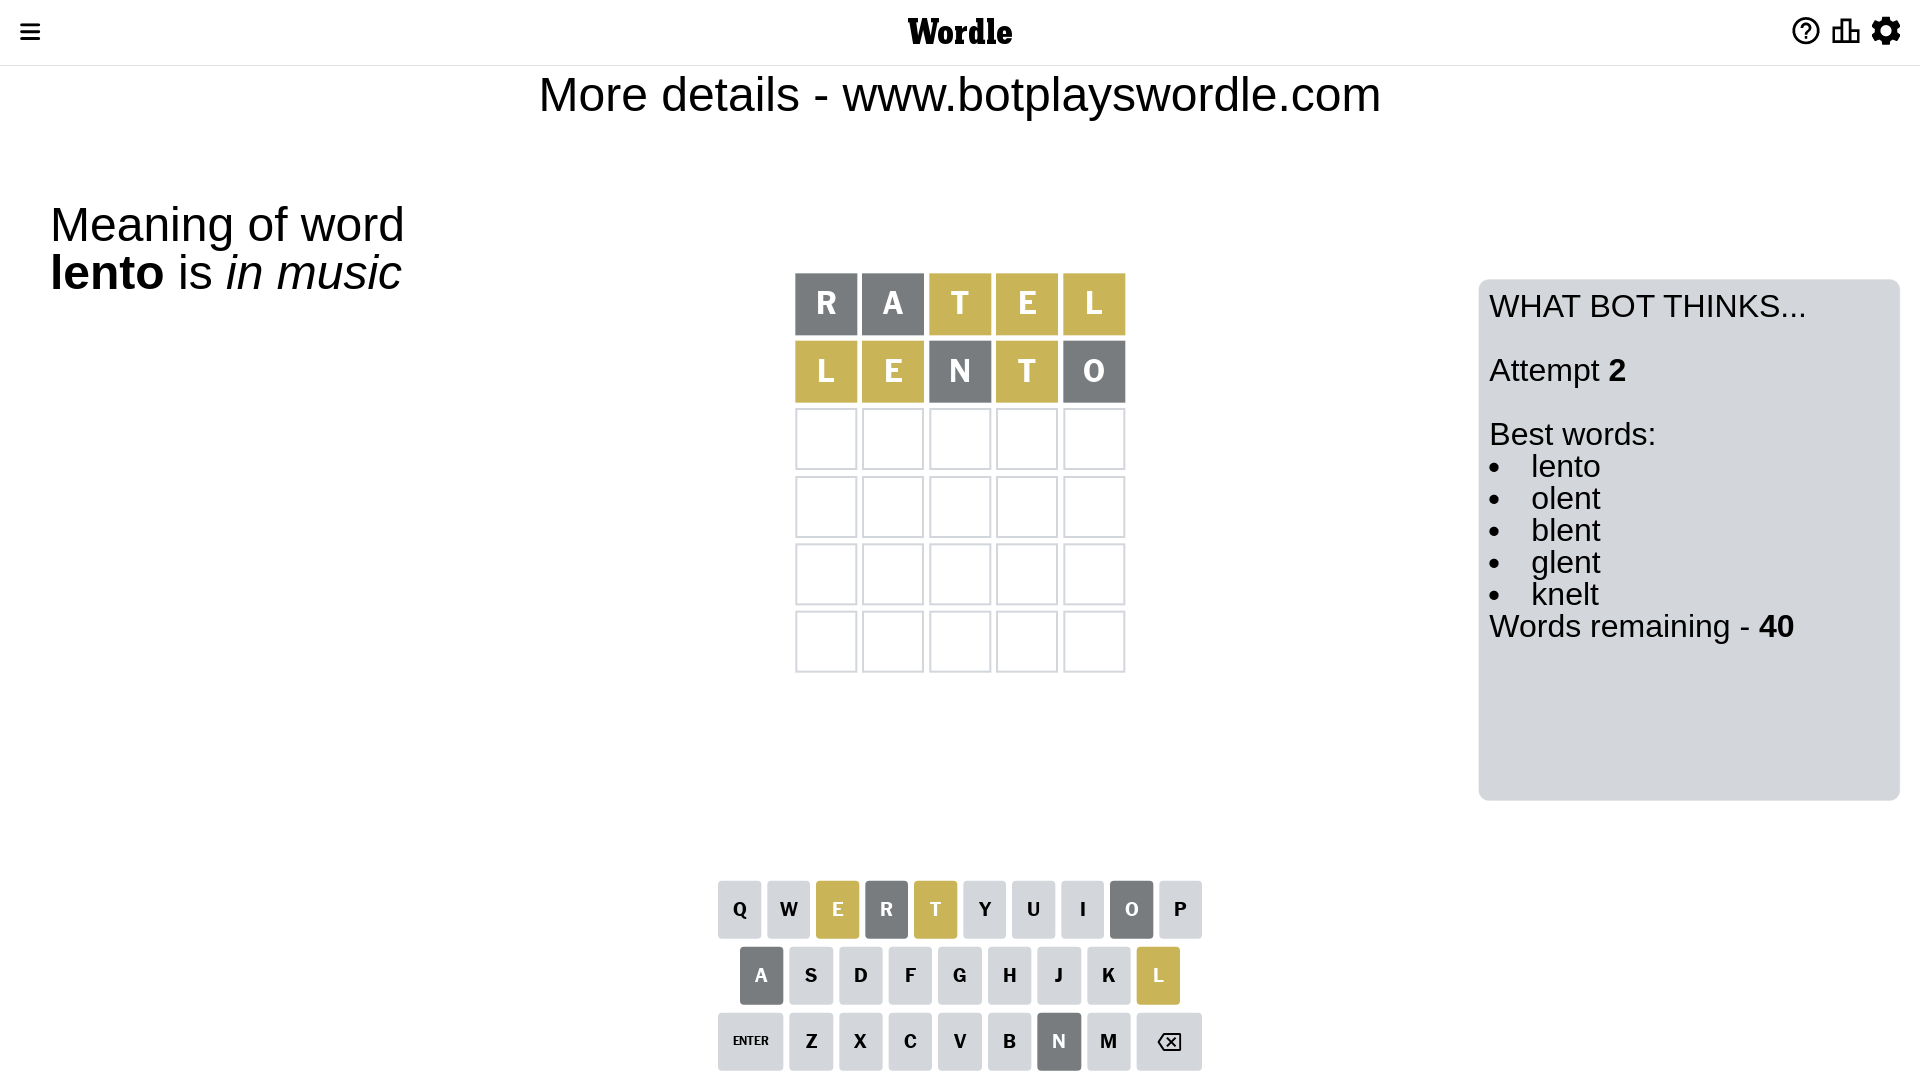 Wordle
More details - www.botplayswordle.com
Meaning of word
lento is in music
R A T E L
L E N T O
WHAT BOT THINKS...
Attempt 2
Best words:
• lento
• olent
• blent
• glent
• knelt
Words remaining - 40
Q W E R T Y U I O P
A S D F G H J K L
ENTER Z X C V B N M